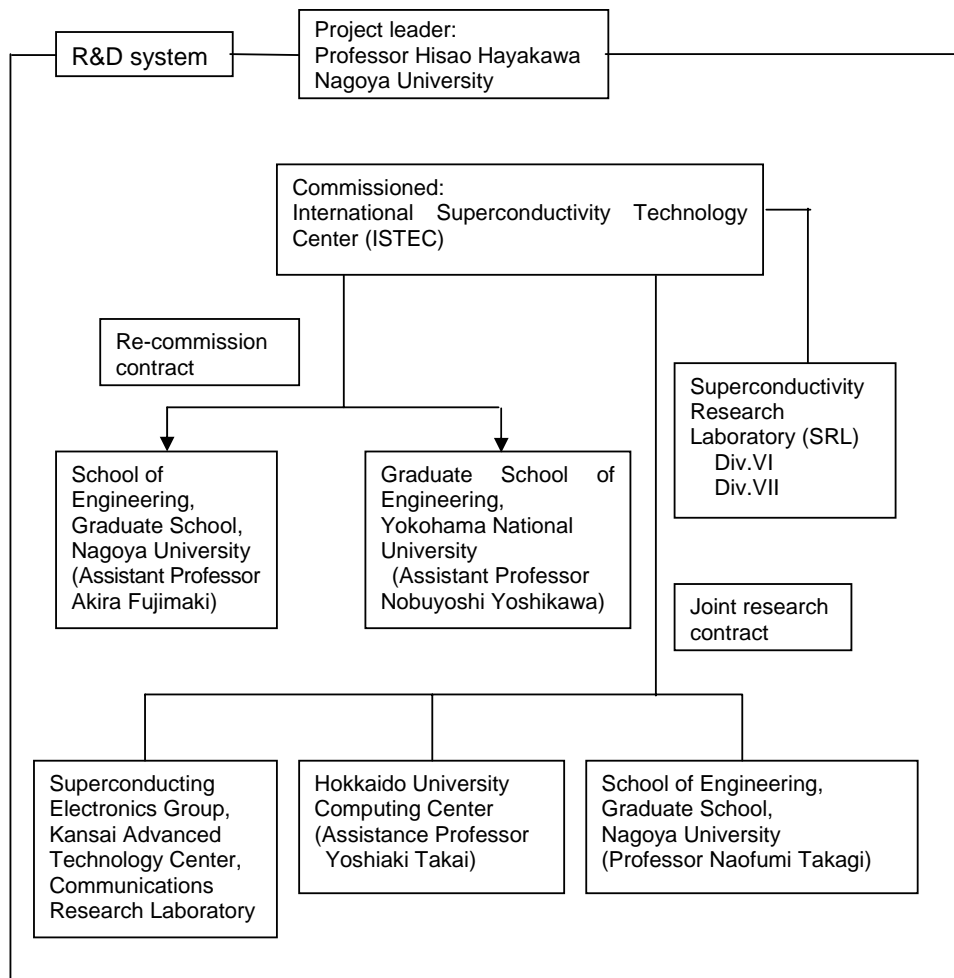 R&D system
Project leader:
Professor Hisao Hayakawa
Nagoya University
Commissioned:
International Superconductivity Technology
Center (ISTEC)
Re-commission
contract
Superconductivity
Research
Laboratory (SRL)
Div.VI
Div.VII
School of
Engineering,
Graduate School,
Nagoya University
(Assistant Professor
Akira Fujimaki)
Graduate School of
Engineering,
Yokohama National
University
(Assistant Professor
Nobuyoshi Yoshikawa)
Joint research
contract
Superconducting
Electronics Group,
Kansai Advanced
Technology Center,
Communications
Research Laboratory
Hokkaido University
Computing Center
(Assistance Professor
Yoshiaki Takai)
School of Engineering,
Graduate School,
Nagoya University
(Professor Naofumi Takagi)